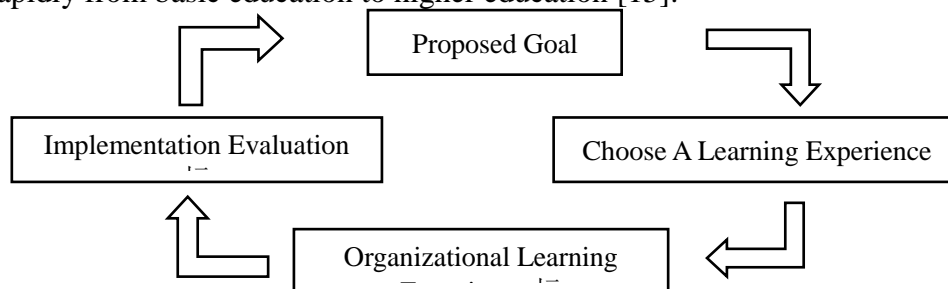 rapidly from basic education to higher education [15].
Proposed Goal
Implementation Evaluation
Choose A Learning Experience
Organizational Learning